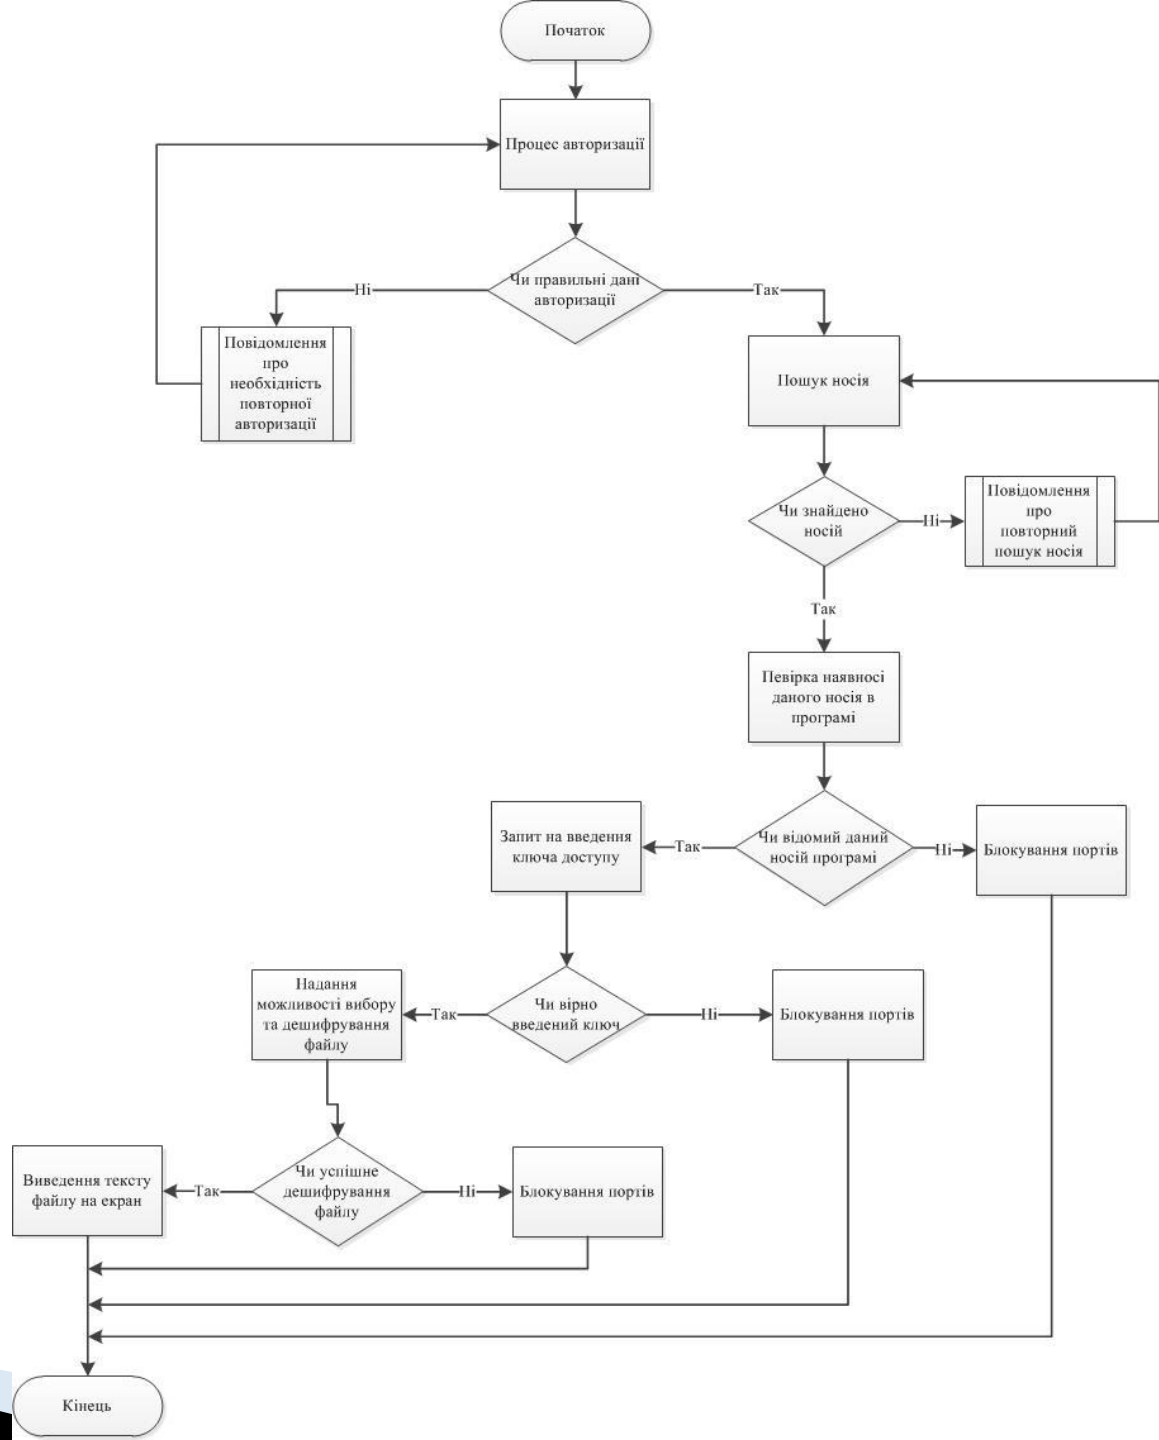 Початок
Процес авторизації
Чи правильні дані
авторизації
Ні
Так
Повідомлення
про
необхідність
повторної
авторизації
Пошук носія
Чи знайдено
носій
Ні
Повідомлення
про
повторний
пошук носія
Так
Певірка наявносі
даного носія в
програмі
Запит на введення
ключа доступу
Так
Чи відомий даний
носій програмі
Ні
Блокування портів
Надання
можливості вибору
та дешифрування
файлу
Так
Чи вірно
введений ключ
Ні
Блокування портів
Виведення тексту
файлу на екран
Так
Чи успішне
дешифрування
файлу
Ні
Блокування портів
Кінець